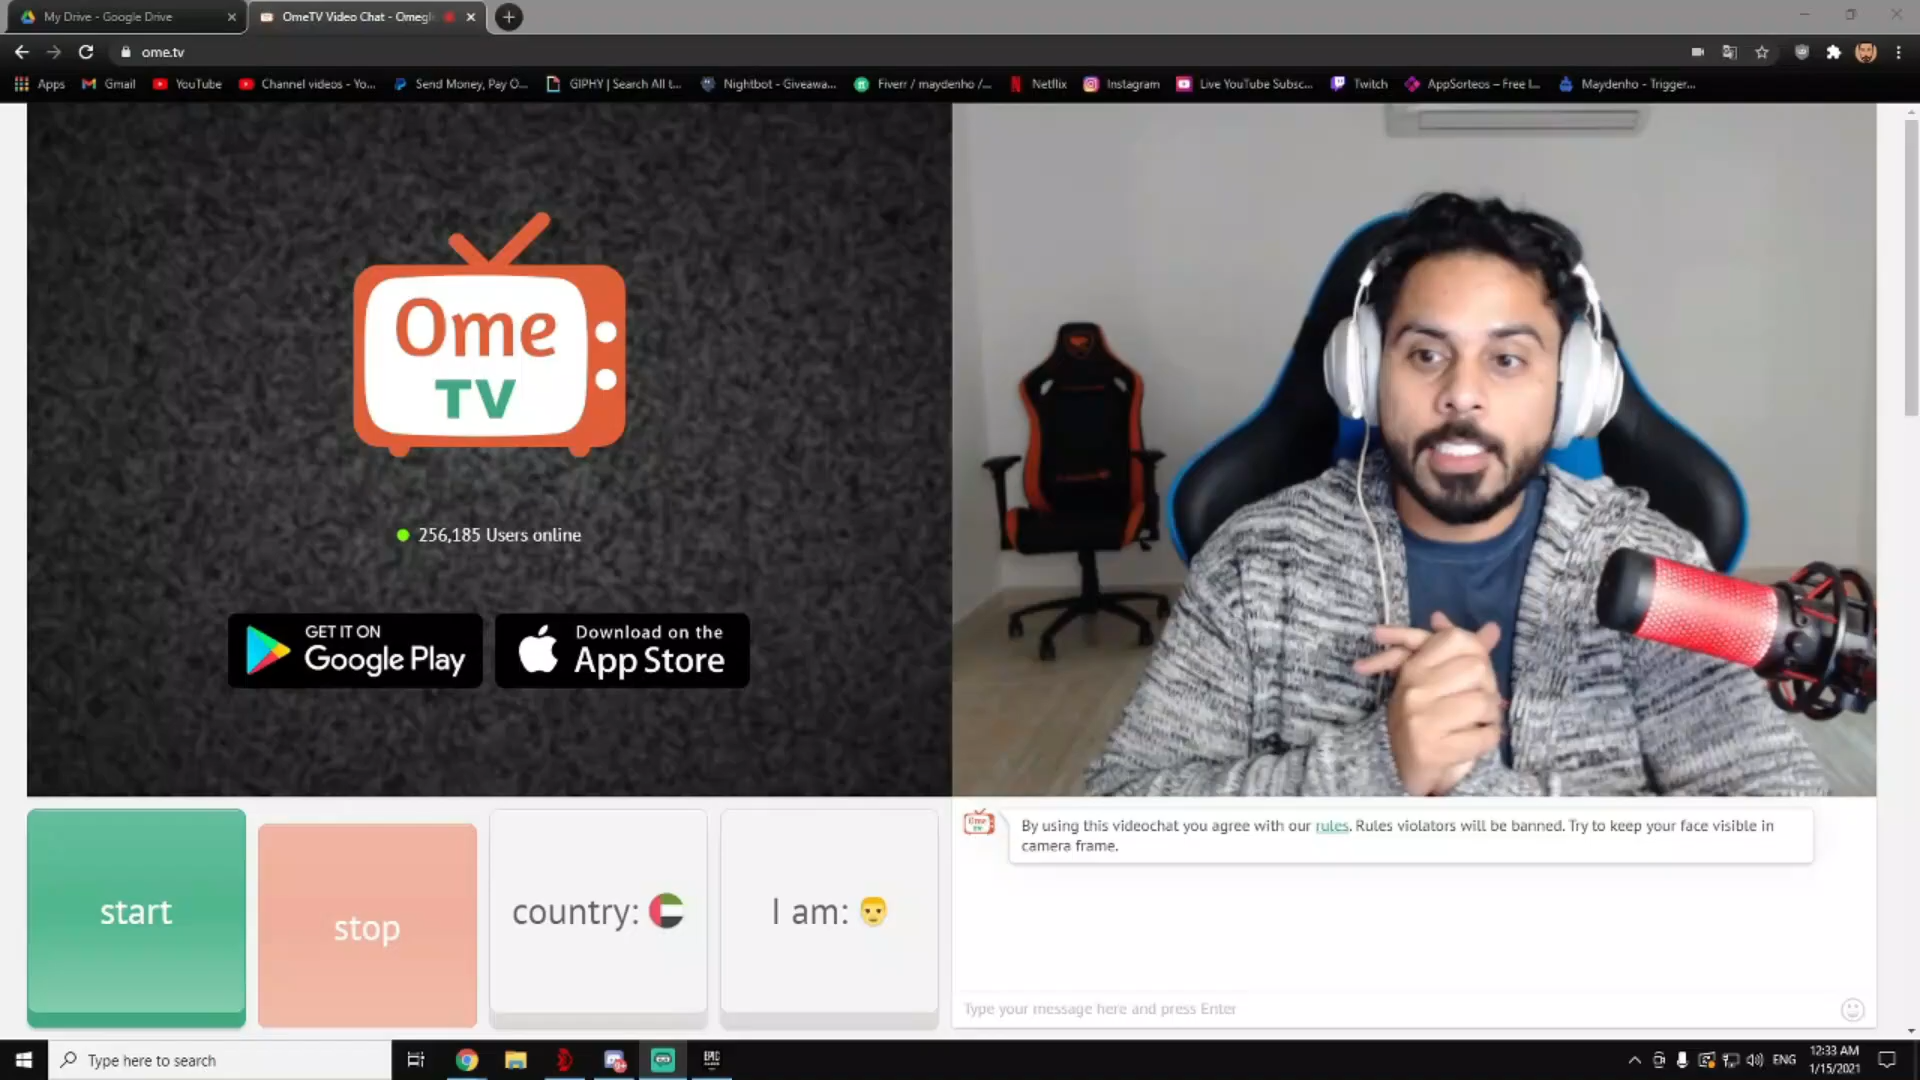 My Drive - Google Drive
OmeTV Video Chat - Omegl
ome.tv
Apps
Gmail
YouTube
Channel videos - Yo...
Send Money, Pay O...
GIPHY | Search All t...
Nightbot - Giveawa...
Fiverr / maydenho /...
Netflix
Instagram
Live YouTube Subsc...
Twitch
AppSorteos – Free I...
Maydenho - Trigger...
Ome
TV
256,185 Users online
GET IT ON
Google Play
Download on the
App Store
start
stop
country:
I am:
Ome
TV
By using this videochat you agree with our rules. Rules violators will be banned. Try to keep your face visible in
camera frame.
Type your message here and press Enter
Type here to search
EPIC
ENG
12:33 AM
1/15/2021